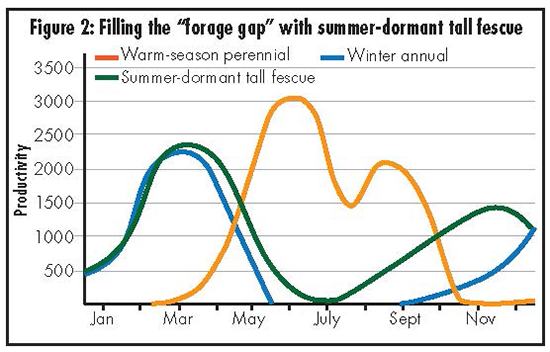 Figure 2: Filling the “forage gap” with summer-dormant tall fescue
Warm-season perennial
Winter annual
Summer-dormant tall fescue
Productivity
3500
3000
2500
2000
1500
1000
500
Jan
Mar
May
July
Sept
Nov